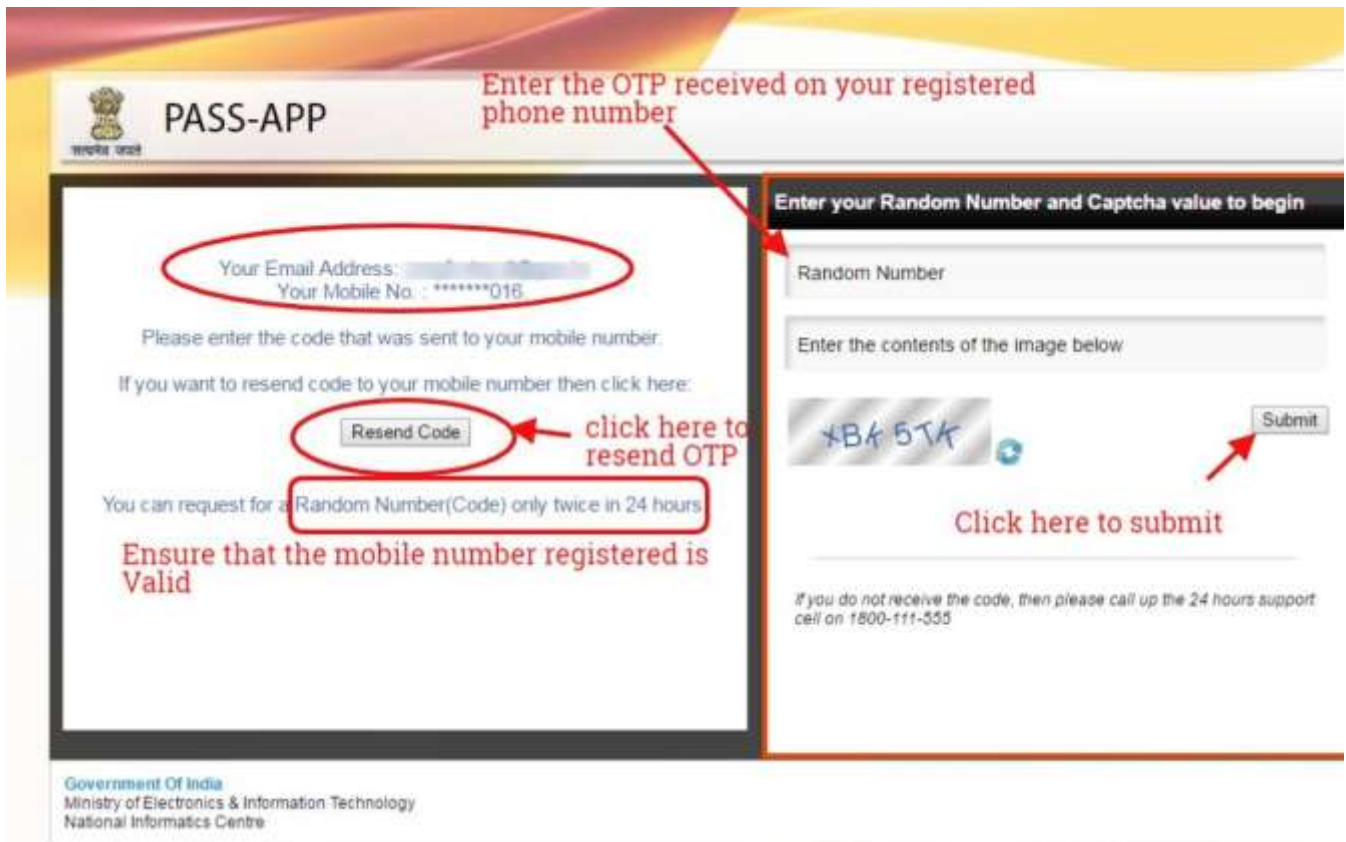 Enter the OTP received on your registered
phone number
PASS-APP
सत्यमेव जयते
Your Email Address:
Your Mobile No. : *******016
Please enter the code that was sent to your mobile number.
If you want to resend code to your mobile number then click here:
Resend Code
click here to
resend OTP
You can request for a Random Number(Code) only twice in 24 hours
Ensure that the mobile number registered is
Valid
Enter your Random Number and Captcha value to begin
Random Number
Enter the contents of the image below
Submit
Click here to submit
If you do not receive the code, then please call up the 24 hours support
cell on 1800-111-555
Government Of India
Ministry of Electronics & Information Technology
National Informatics Centre